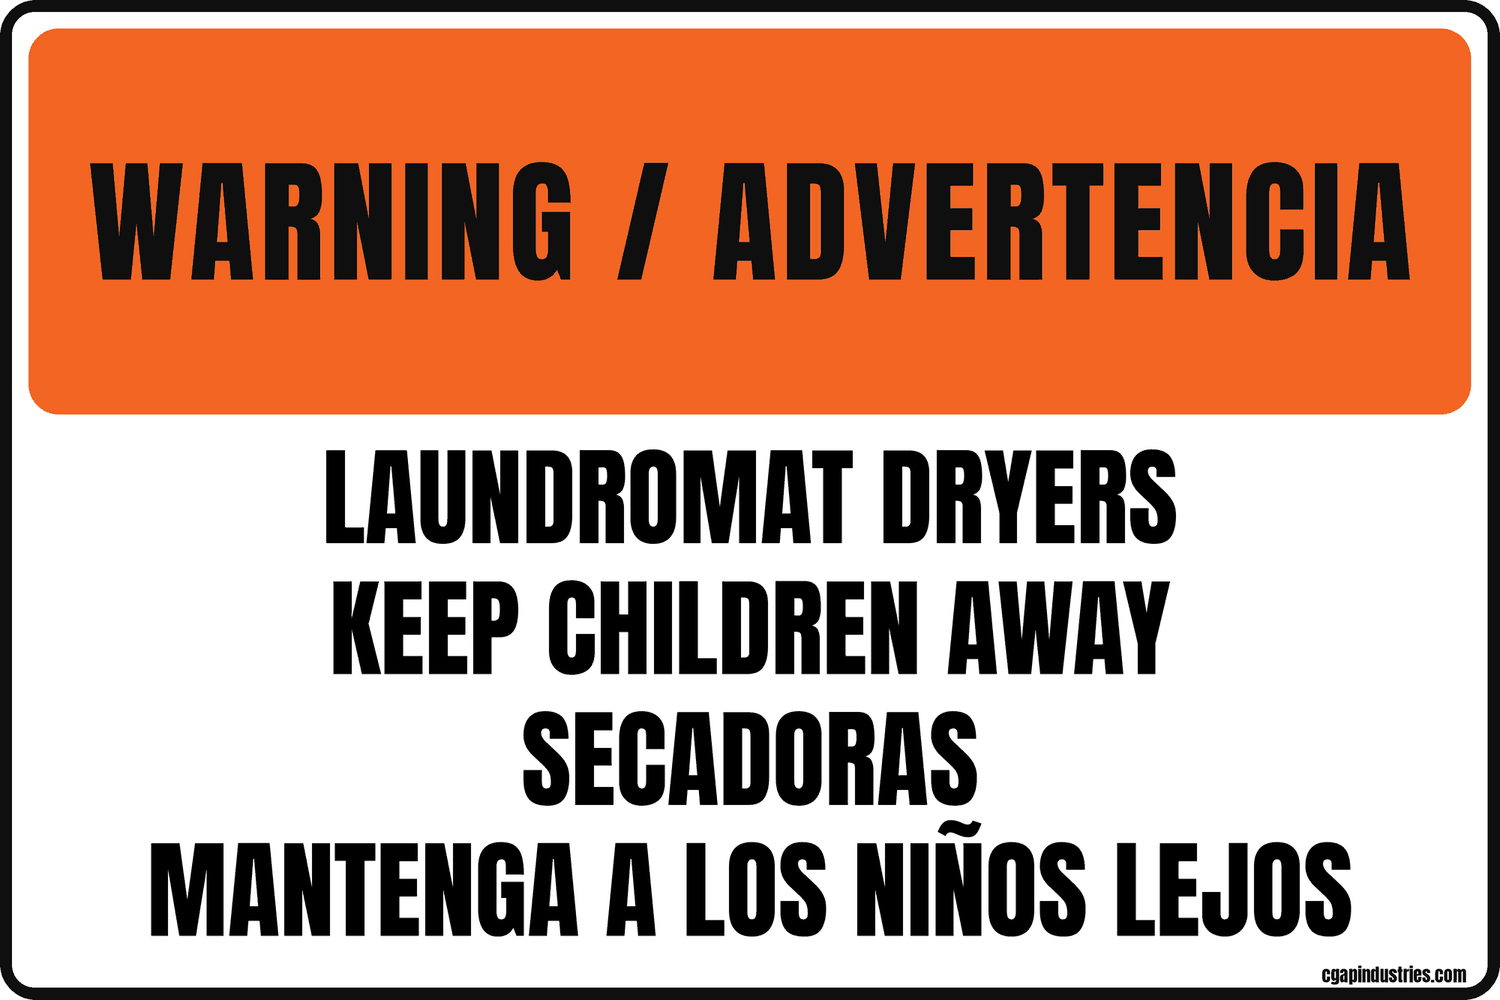 WARNING / ADVERTENCIA
LAUNDROMAT DRYERS
KEEP CHILDREN AWAY
SECADORAS
MANTENGA A LOS NIÑOS LEJOS
cgapindustries.com